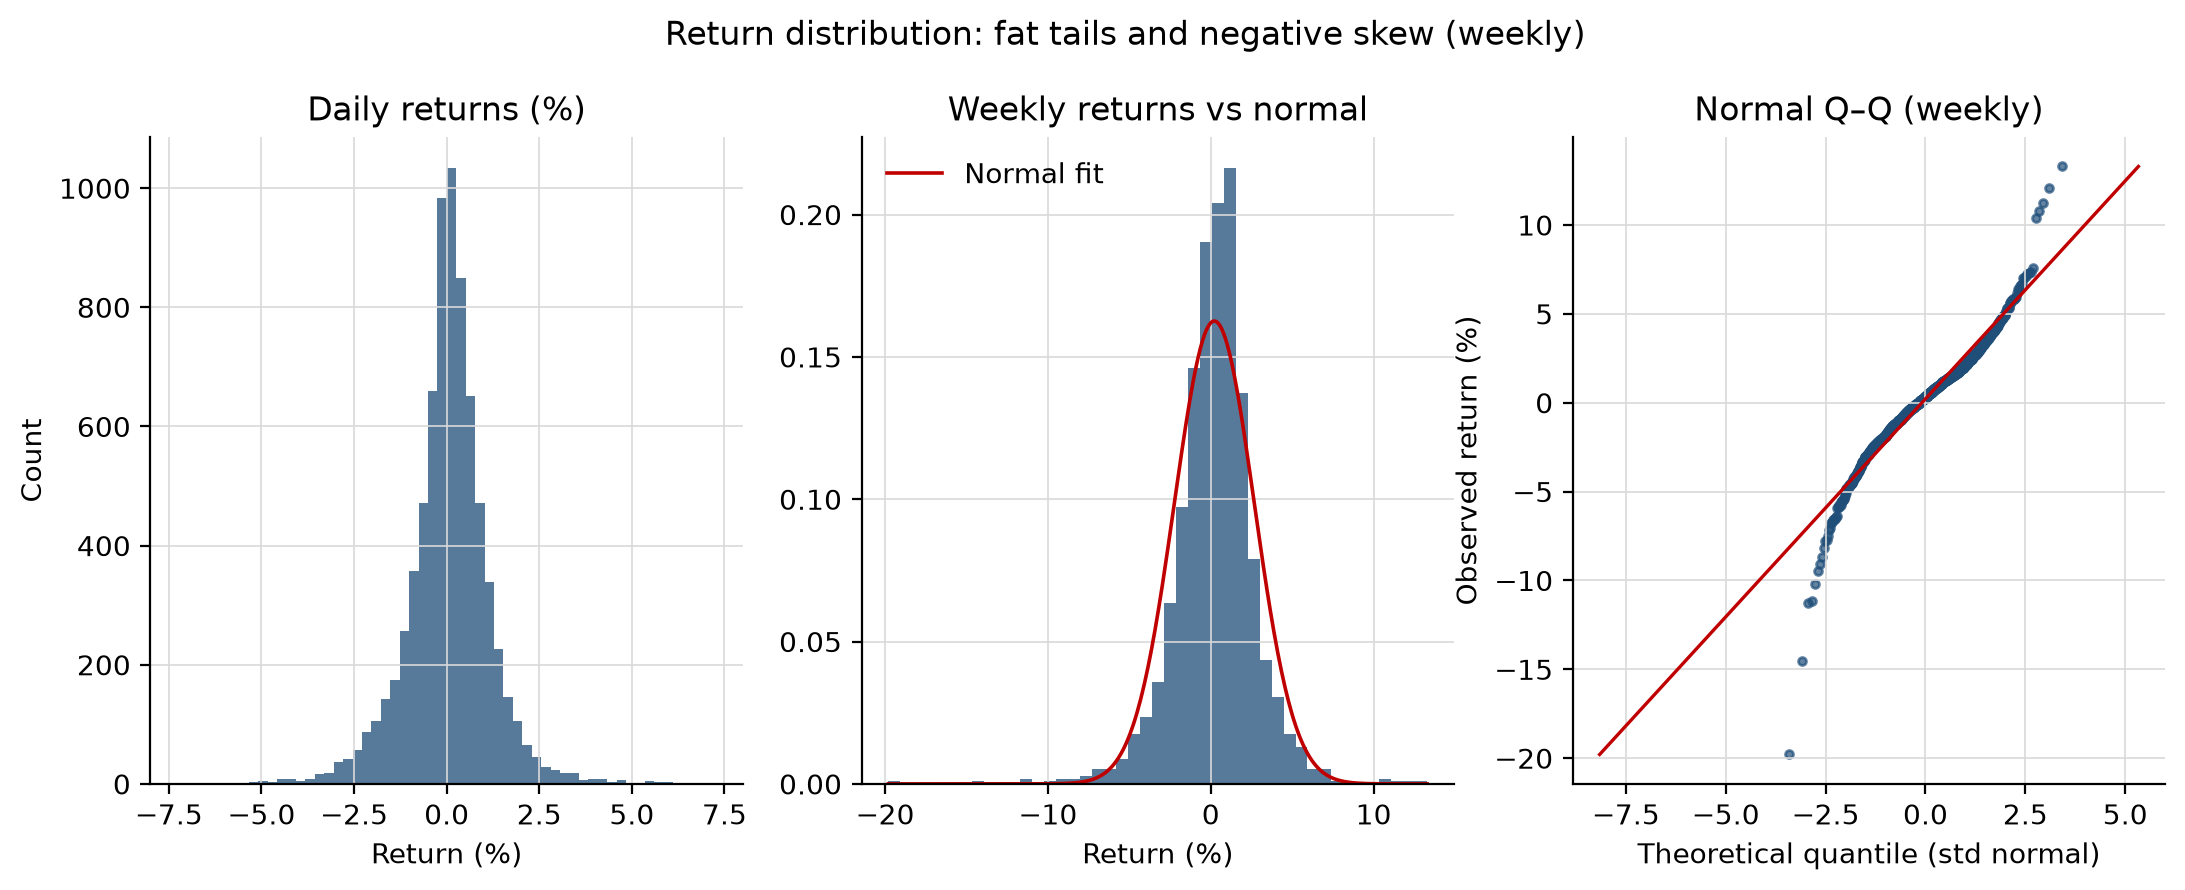 Return distribution: fat tails and negative skew (weekly)
Daily returns (%)
Count
1000
800
600
400
200
0
−7.5 −5.0 −2.5 0.0 2.5 5.0 7.5
Return (%)
Weekly returns vs normal
Normal fit
0.20
0.15
0.10
0.05
0.00
−20 −10 0 10
Return (%)
Normal Q–Q (weekly)
Observed return (%)
10
5
0
−5
−10
−15
−20
−7.5 −5.0 −2.5 0.0 2.5 5.0
Theoretical quantile (std normal)